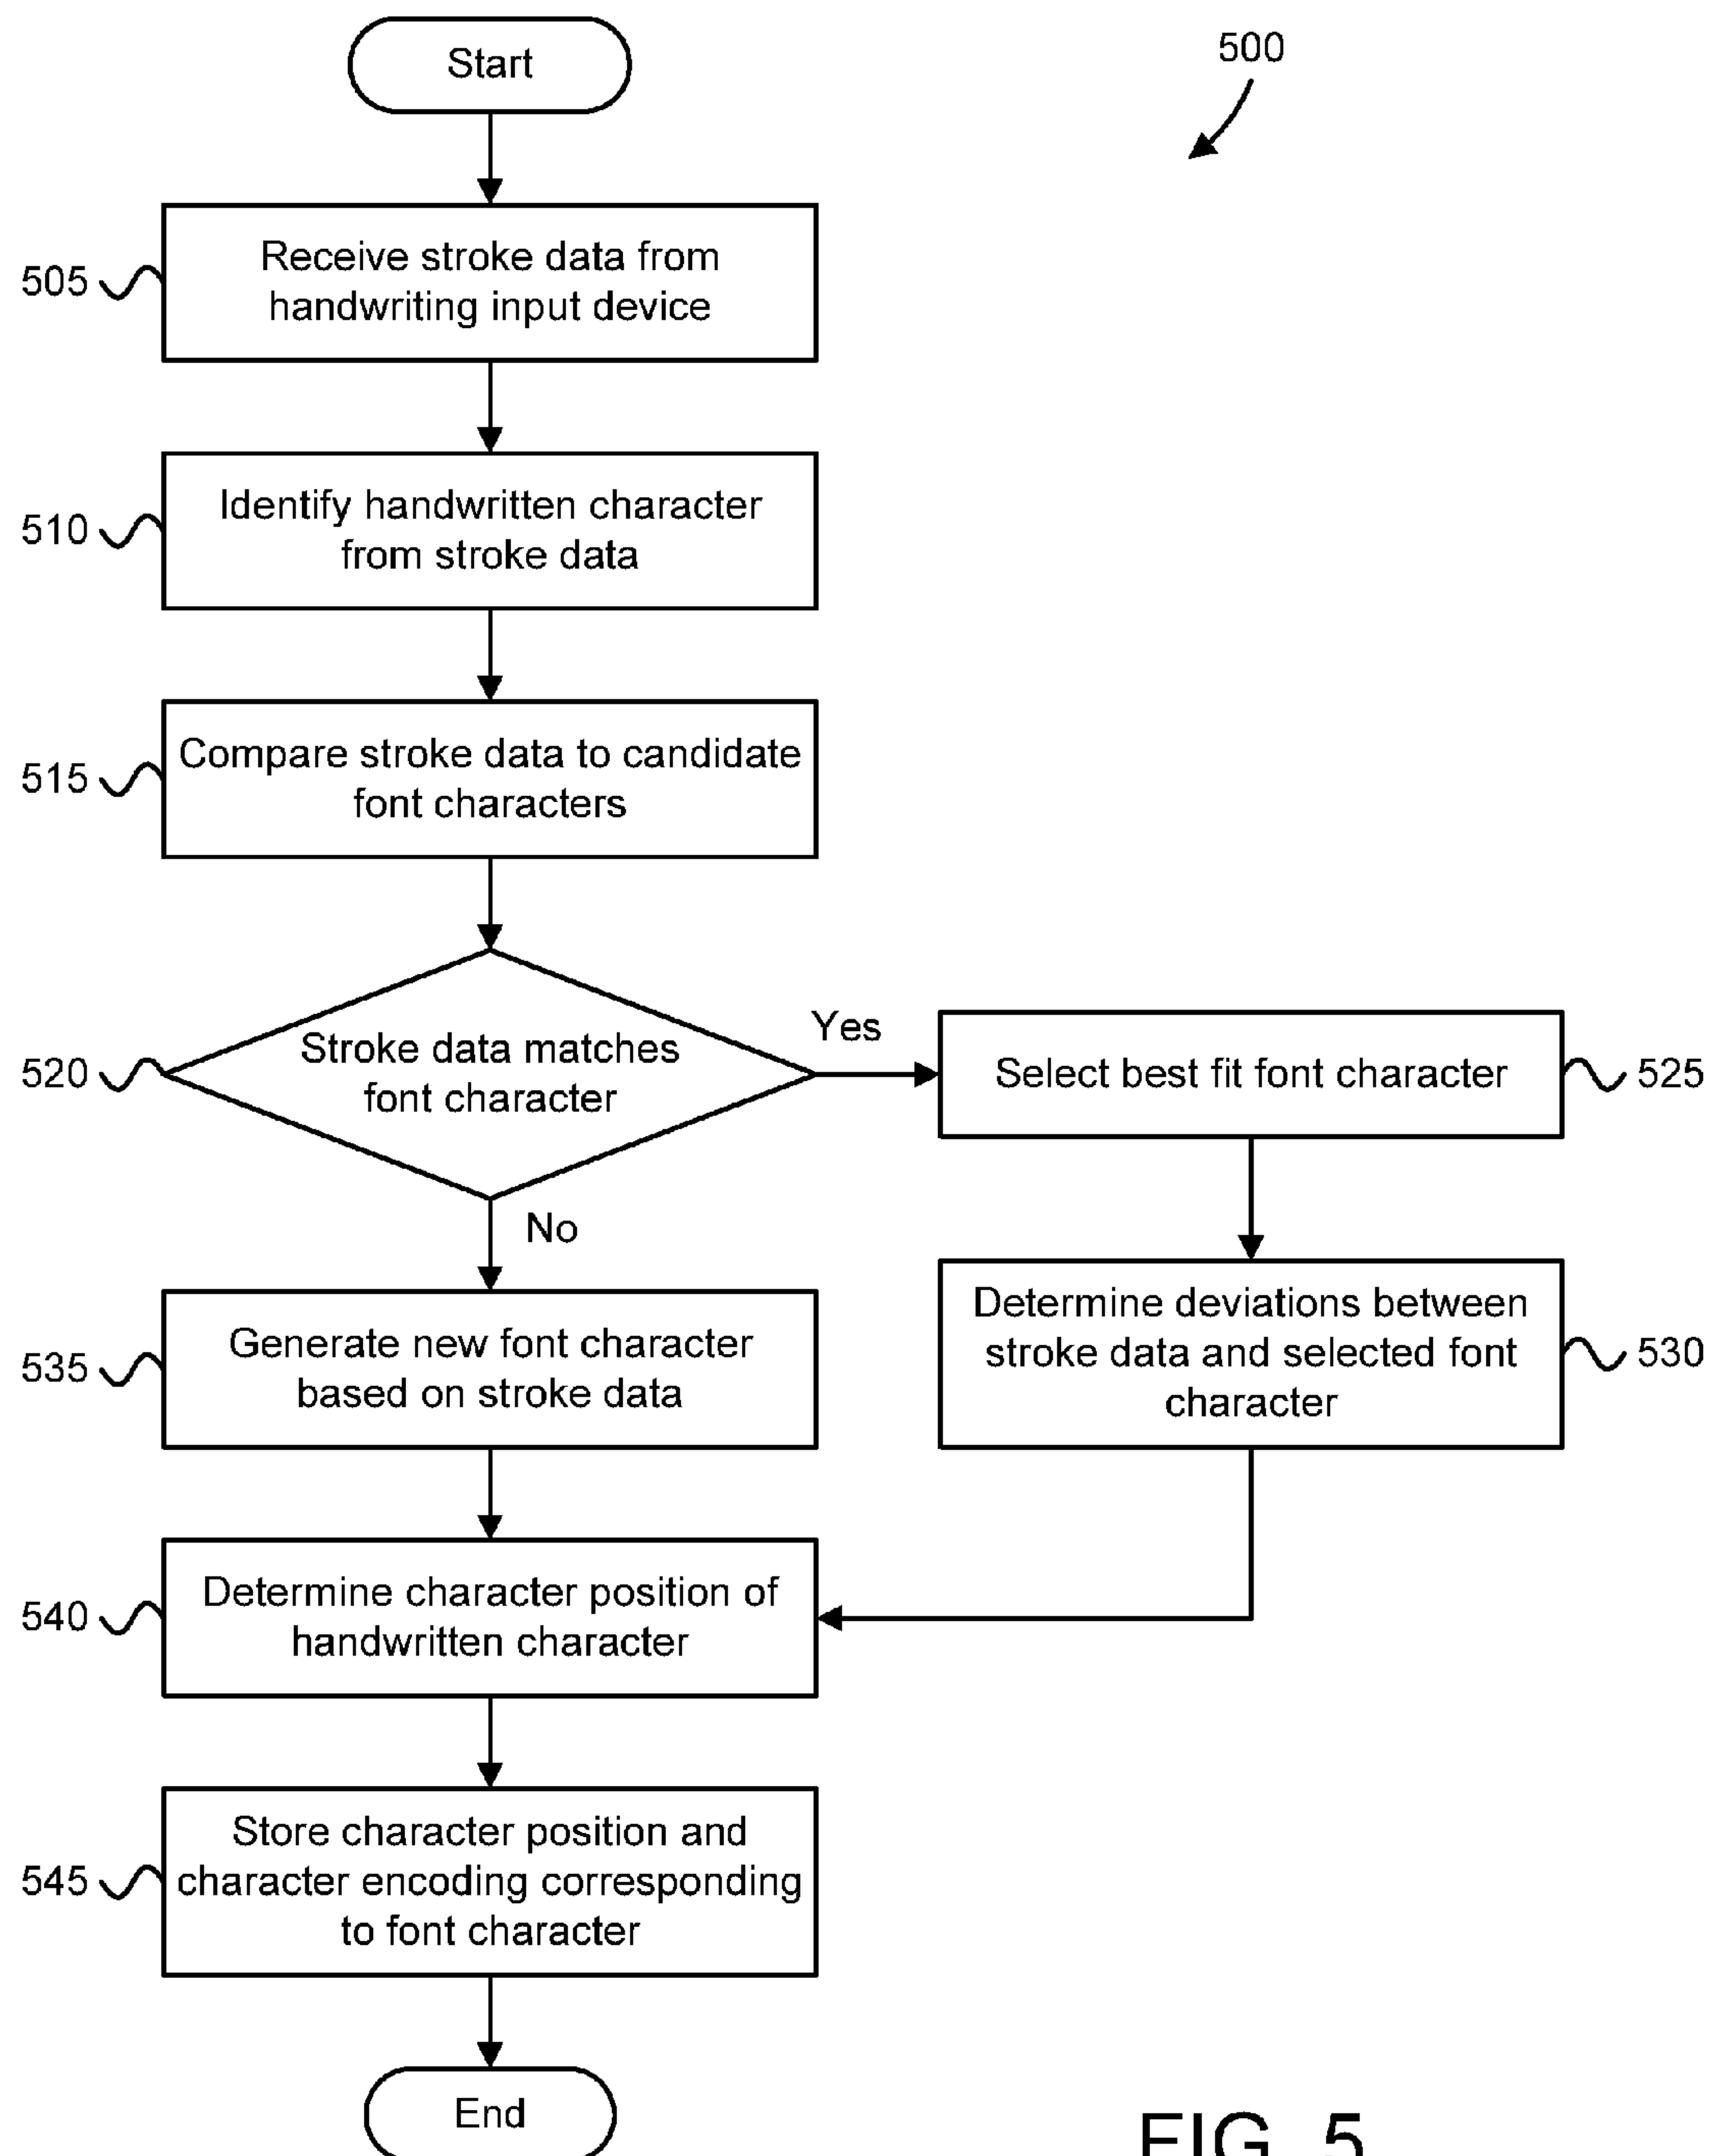 Start
500
505
Receive stroke data from
handwriting input device
510
Identify handwritten character
from stroke data
515
Compare stroke data to candidate
font characters
520
Stroke data matches
font character
Yes
Select best fit font character
525
No
Determine deviations between
stroke data and selected font
character
530
535
Generate new font character
based on stroke data
540
Determine character position of
handwritten character
545
Store character position and
character encoding corresponding
to font character
End
FIG. 5